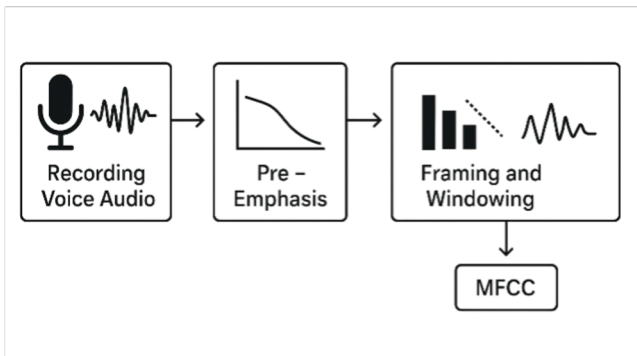 Recording
Voice Audio
Pre –
Emphasis
Framing and
Windowing
MFCC